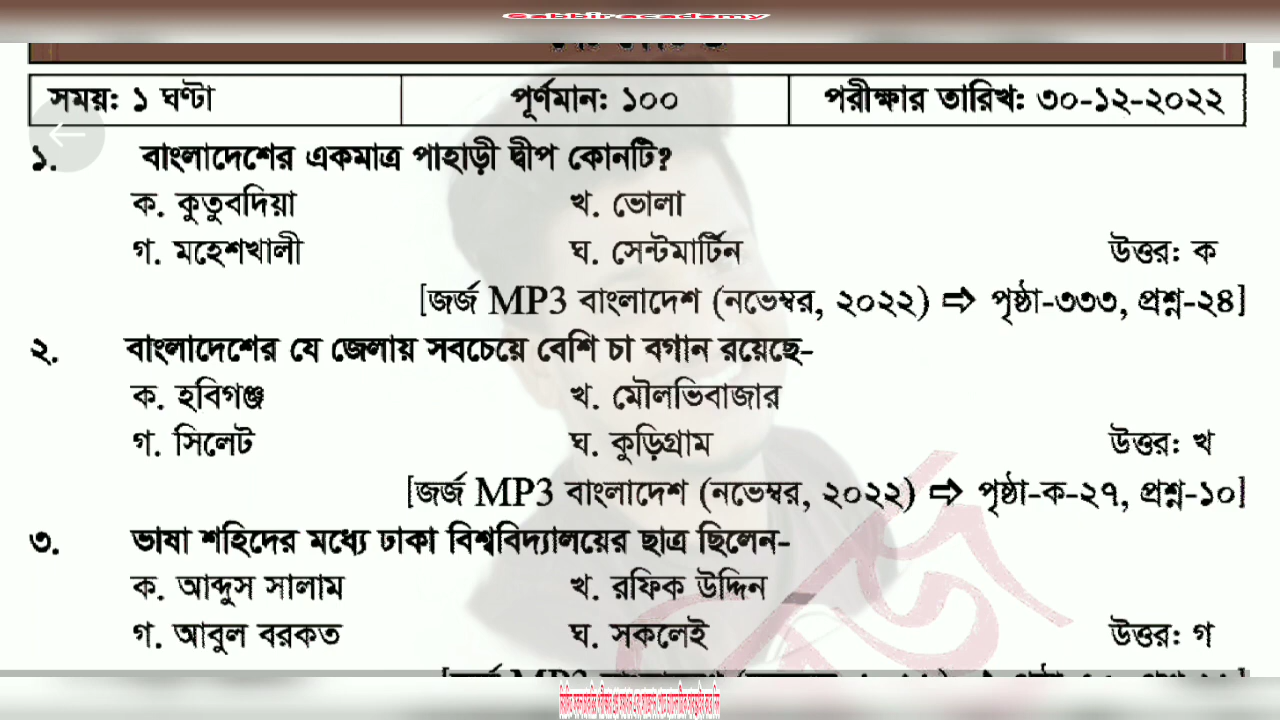 Sabbir academy
সময়: ১ ঘণ্টা পূর্ণমান: ১০০ পরীক্ষার তারিখ: ৩০-১২-২০২২
১. বাংলাদেশের একমাত্র পাহাড়ী দ্বীপ কোনটি?
ক. কুতুবদিয়া খ. ভোলা
গ. মহেশখালী ঘ. সেন্টমার্টিন উত্তর: ক
[জর্জ MP3 বাংলাদেশ (নভেম্বর, ২০২২) ⇨ পৃষ্ঠা-৩৩৩, প্রশ্ন-২৪]
২. বাংলাদেশের যে জেলায় সবচেয়ে বেশি চা বগান রয়েছে-
ক. হবিগঞ্জ খ. মৌলভিবাজার
গ. সিলেট ঘ. কুড়িগ্রাম উত্তর: খ
[জর্জ MP3 বাংলাদেশ (নভেম্বর, ২০২২) ⇨ পৃষ্ঠা-ক-২৭, প্রশ্ন-১০]
৩. ভাষা শহিদের মধ্যে ঢাকা বিশ্ববিদ্যালয়ের ছাত্র ছিলেন-
ক. আব্দুস সালাম খ. রফিক উদ্দিন
গ. আবুল বরকত ঘ. সকলেই উত্তর: গ